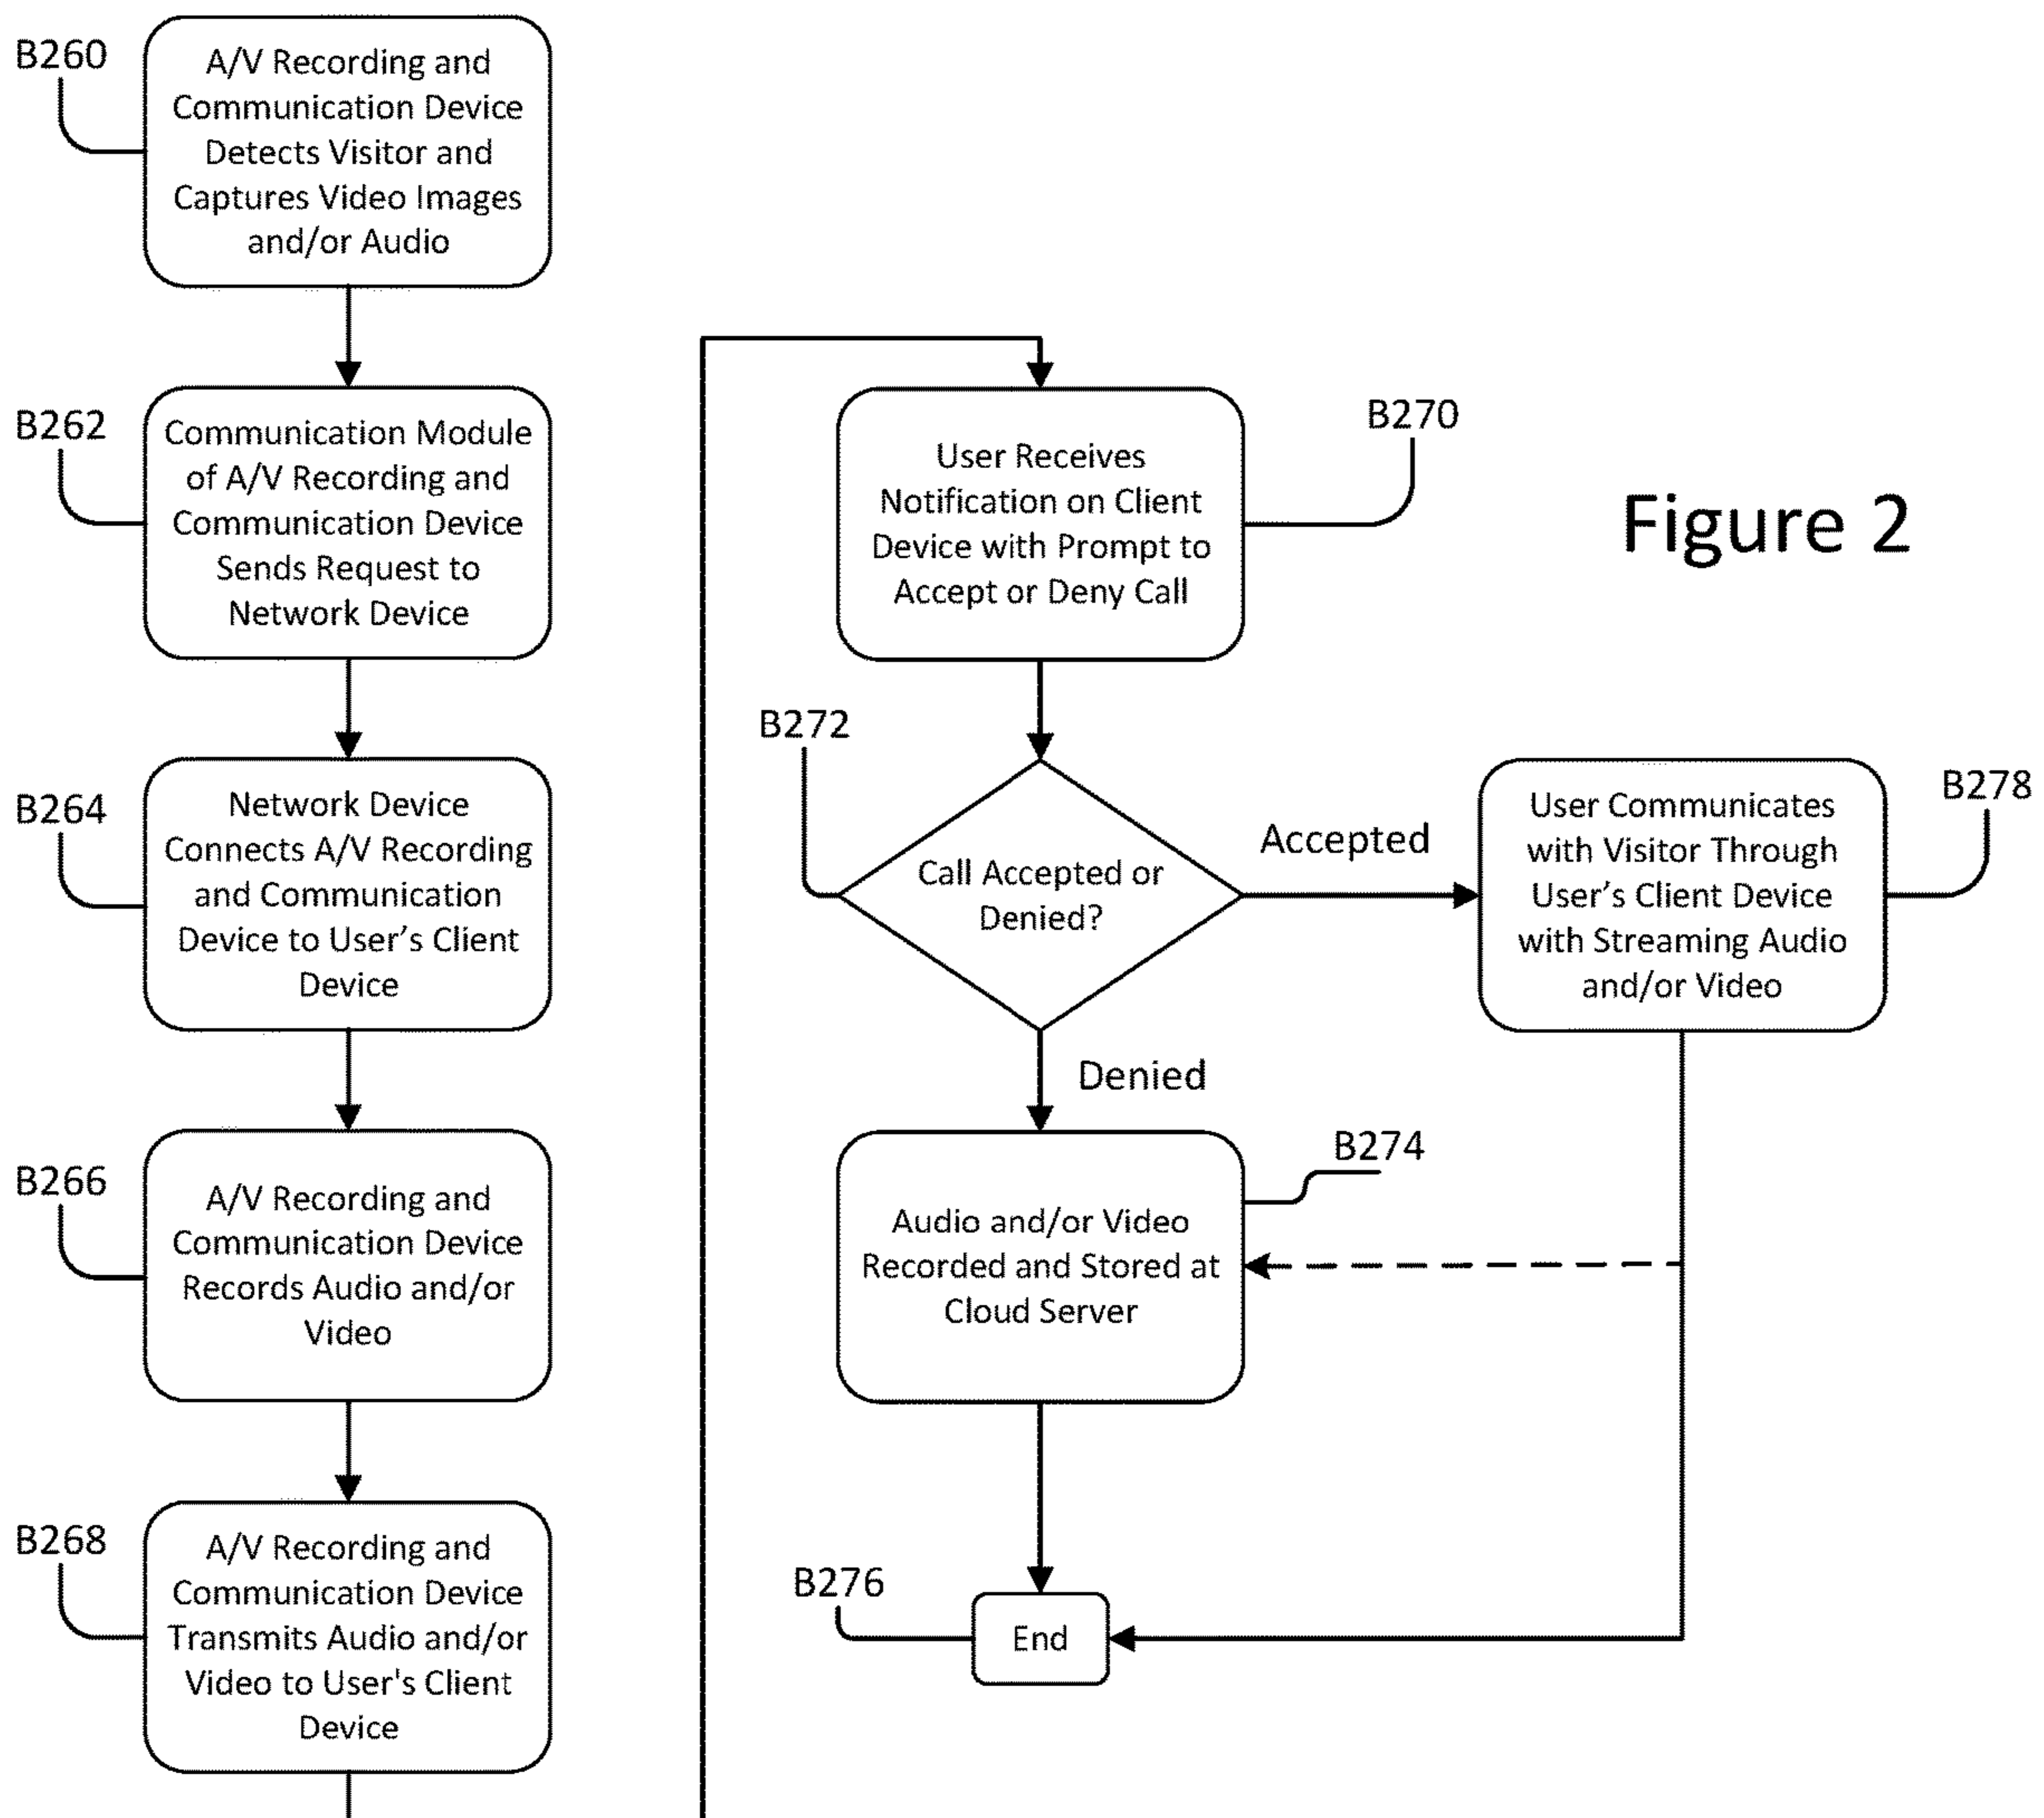 B260
A/V Recording and
Communication Device
Detects Visitor and
Captures Video Images
and/or Audio
B262
Communication Module
of A/V Recording and
Communication Device
Sends Request to
Network Device
B264
Network Device
Connects A/V Recording
and Communication
Device to User’s Client
Device
B266
A/V Recording and
Communication Device
Records Audio and/or
Video
B268
A/V Recording and
Communication Device
Transmits Audio and/or
Video to User's Client
Device
B270
User Receives
Notification on Client
Device with Prompt to
Accept or Deny Call
Figure 2
B272
Call Accepted or
Denied?
Accepted
B278
User Communicates
with Visitor Through
User’s Client Device
with Streaming Audio
and/or Video
Denied
B274
Audio and/or Video
Recorded and Stored at
Cloud Server
B276
End